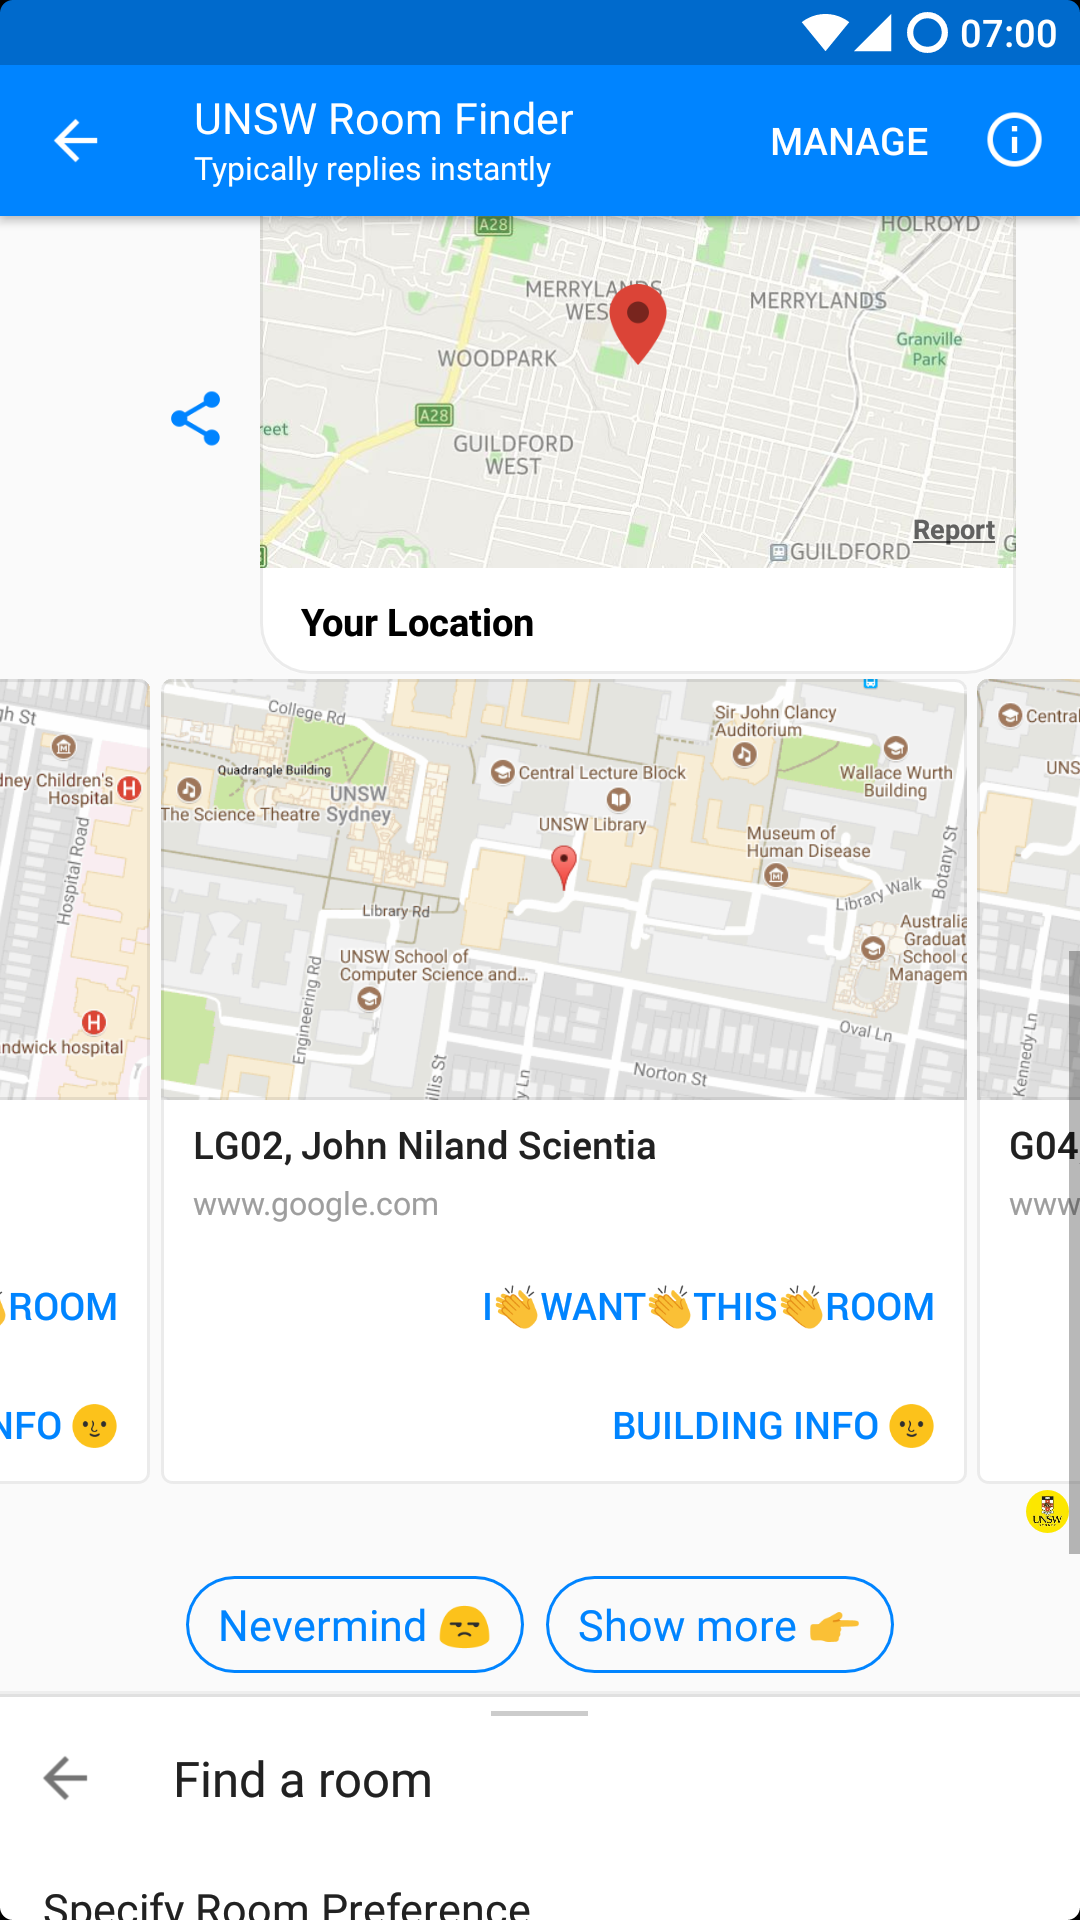 07:00
UNSW Room Finder
Typically replies instantly
MANAGE
A28
HOLROYD
MERRYLANDS
WES
MERRYLANDS
Granville
Park
WOODPARK
A28
reet
GUILDFORD
WEST
Report
GUILDFORD
G
Your Location
gh St
dney Children's
Hospital
Hospital Road
ndwick hospital
College Rd
Quadrangle Building
UNSW
Sydney
The Science Theatre
Central Lecture Block
UNSW Library
Sir John Clancy
Auditorium
Wallace Wurth
Building
Museum of
Human Disease
Botany St
Library Walk
Library Rd
UNSW School of
Computer Science and...
Engineering Rd
Australia
Graduat
School o
Managem
Oval Ln
Norton St
llis St
y Ln
Central
UNS
Kennedy Ln
LG02, John Niland Scientia
www.google.com
I👏WANT👏THIS👏ROOM
BUILDING INFO 🌝
ROOM
NFO 🌝
G04
www
UNSW
Nevermind 😒
Show more 👉
Find a room
Specify Room Preference